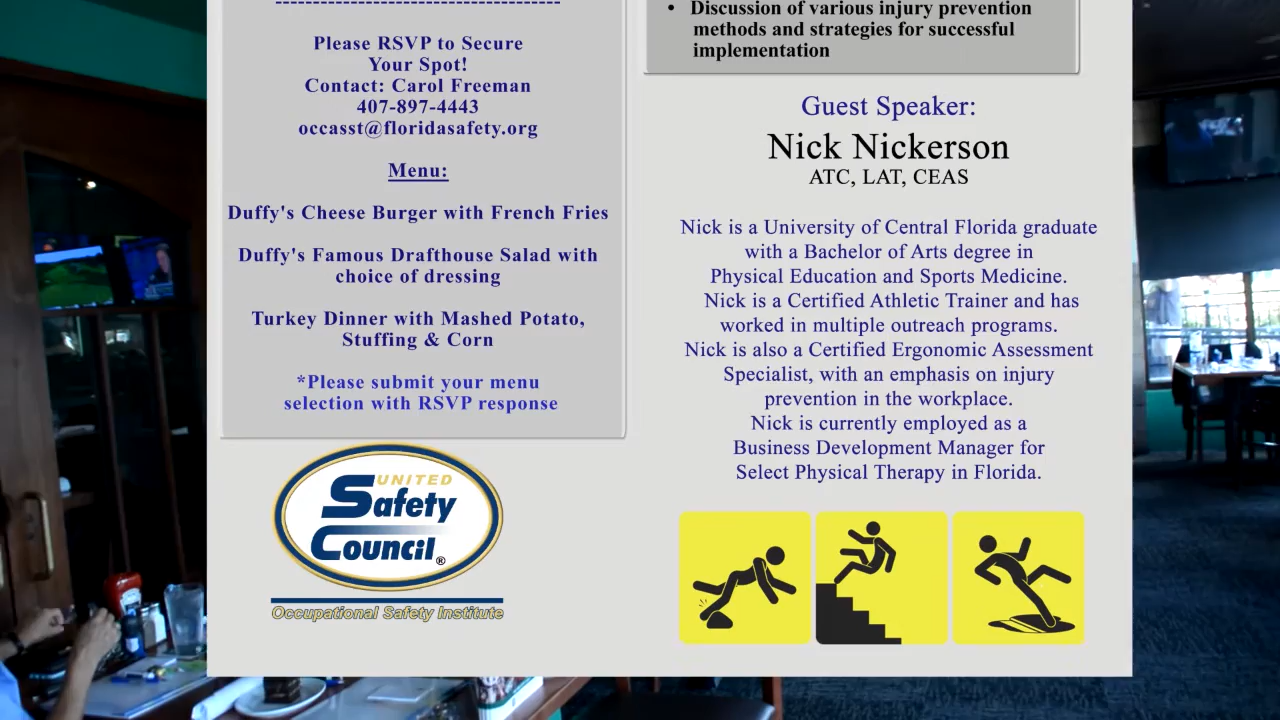 Please RSVP to Secure
Your Spot!
Contact: Carol Freeman
407-897-4443
occasst@floridasafety.org
Menu:
Duffy's Cheese Burger with French Fries
Duffy's Famous Drafthouse Salad with
choice of dressing
Turkey Dinner with Mashed Potato,
Stuffing & Corn
*Please submit your menu
selection with RSVP response
UNITED
Safety
Council®
Occupational Safety Institute
• Discussion of various injury prevention
methods and strategies for successful
implementation
Guest Speaker:
Nick Nickerson
ATC, LAT, CEAS
Nick is a University of Central Florida graduate
with a Bachelor of Arts degree in
Physical Education and Sports Medicine.
Nick is a Certified Athletic Trainer and has
worked in multiple outreach programs.
Nick is also a Certified Ergonomic Assessment
Specialist, with an emphasis on injury
prevention in the workplace.
Nick is currently employed as a
Business Development Manager for
Select Physical Therapy in Florida.